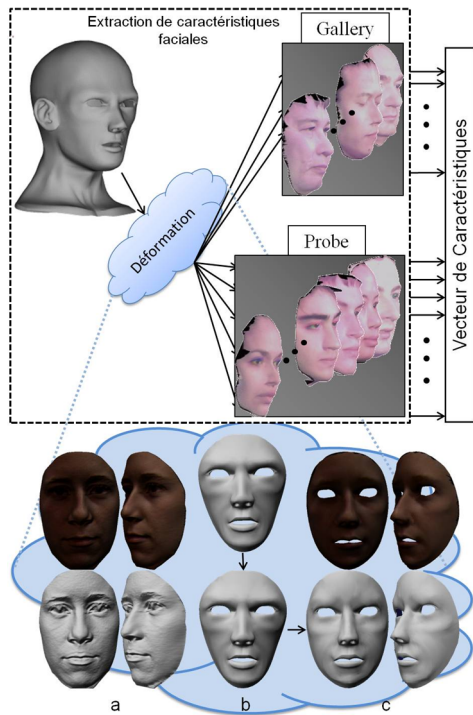 Extraction de caractéristiques
faciales
Gallery
Déformation
Probe
Vecteur de Caractéristiques
a
b
c